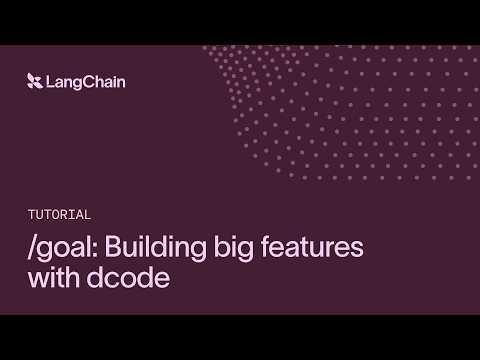 LangChain
TUTORIAL
/goal: Building big features
with dcode